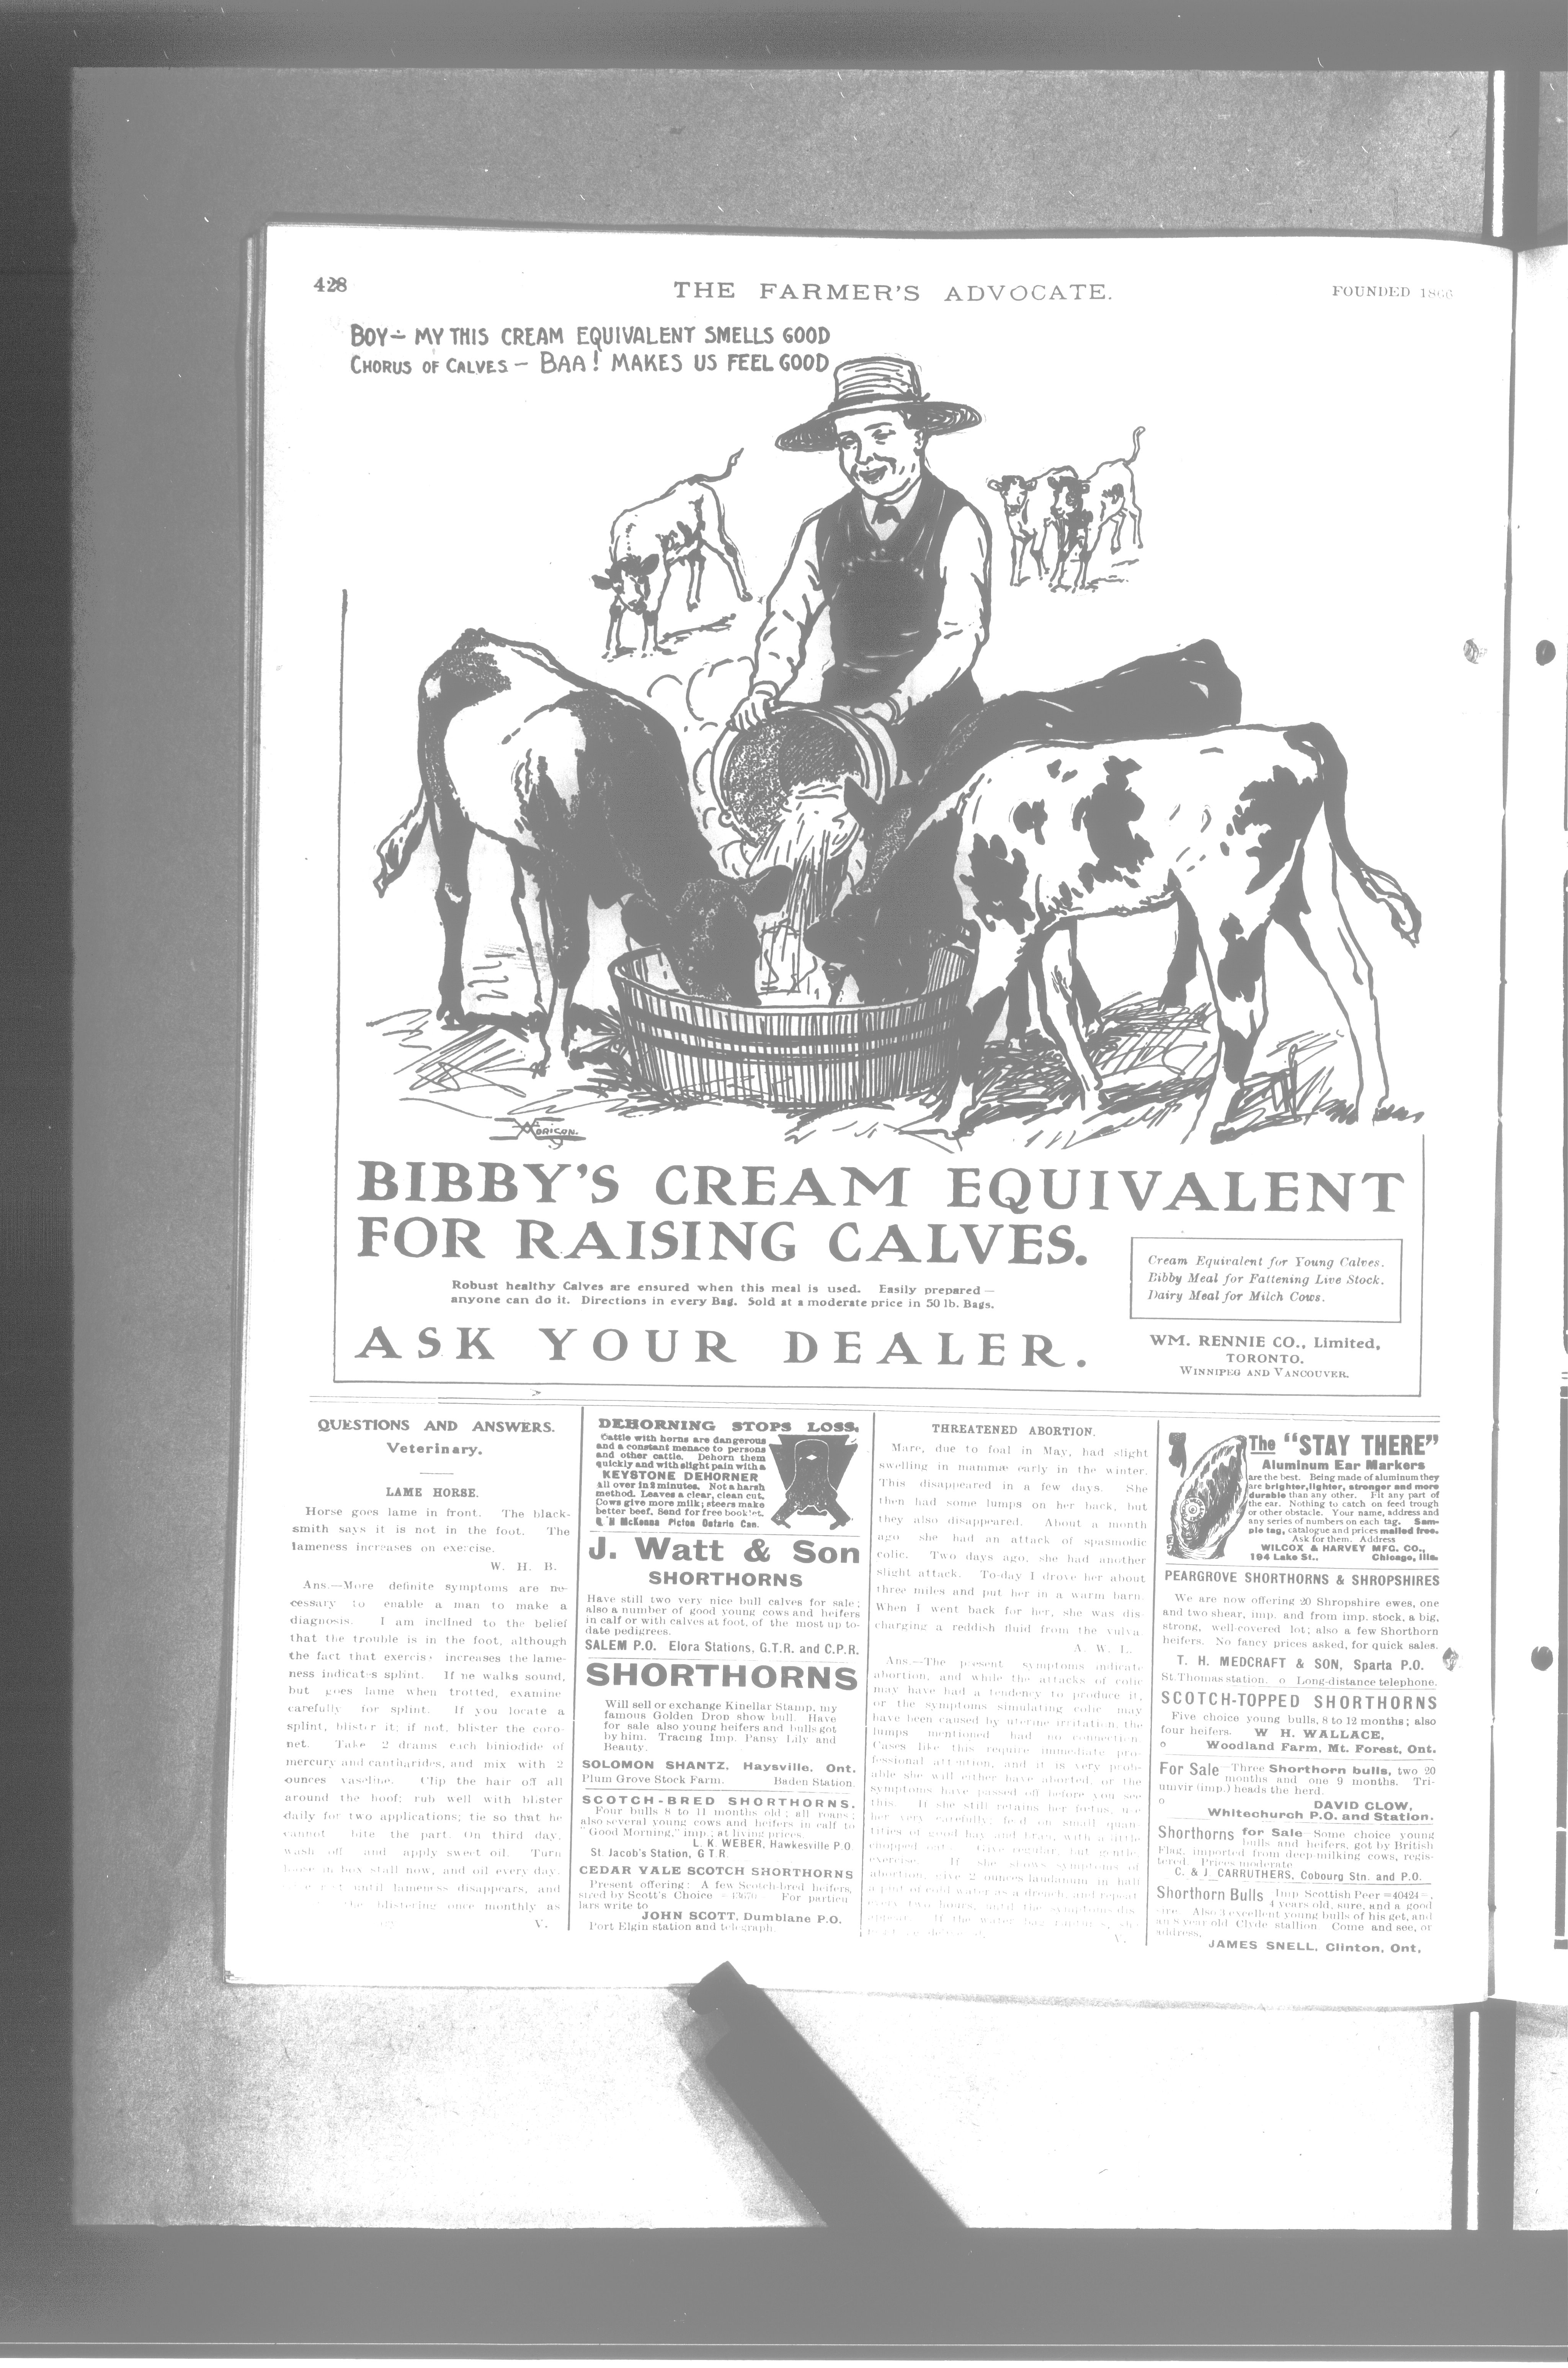 428
THE FARMER'S ADVOCATE.
FOUNDED 1866
BOY — MY THIS CREAM EQUIVALENT SMELLS GOOD
CHORUS OF CALVES — BAA! MAKES US FEEL GOOD
BIBBY'S CREAM EQUIVALENT
FOR RAISING CALVES.
Robust healthy Calves are ensured when this meal is used. Easily prepared—
anyone can do it. Directions in every Bag. Sold at a moderate price in 50 lb. Bags.
ASK YOUR DEALER.
Cream Equivalent for Young Calves.
Bibby Meal for Fattening Live Stock.
Dairy Meal for Milch Cows.
WM. RENNIE CO., Limited,
TORONTO.
WINNIPEG AND VANCOUVER.
QUESTIONS AND ANSWERS.
Veterinary.
LAME HORSE.
Horse goes lame in front. The black-
smith says it is not in the foot. The
lameness increases on exercise.
W. H. B.
Ans.—More definite symptoms are ne-
cessary to enable a man to make a
diagnosis. I am inclined to the belief
that the trouble is in the foot, although
the fact that exercise increases the lame-
ness indicates splint. If he walks sound,
but goes lame when trotted, examine
carefully for splint. If you locate a
splint, blister it; if not, blister the coro-
net. Take 2 drams each biniodide of
mercury and cantharides, and mix with 2
ounces vaseline. Clip the hair off all
around the hoof; rub well with blister
daily for two applications; tie so that he
cannot bite the part. On third day,
wash off and apply sweet oil. Turn
loose in box stall now, and oil every day.
until lameness disappears, and
the blistering once monthly as
V.
DEHORNING STOPS LOSS.
Cattle with horns are dangerous
and a constant menace to persons
and other cattle. Dehorn them
quickly and with slight pain with a
KEYSTONE DEHORNER
all over in 2 minutes. Not a harsh
method. Leaves a clear, clean cut.
Cows give more milk; steers make
better beef. Send for free booklet.
R H McKenna Picton Ontario Can.
J. Watt & Son
SHORTHORNS
Have still two very nice bull calves for sale;
also a number of good young cows and heifers
in calf or with calves at foot, of the most up to-
date pedigrees.
SALEM P.O. Elora Stations, G.T.R. and C.P.R.
SHORTHORNS
Will sell or exchange Kinellar Stamp, my
famous Golden Drop show bull. Have
for sale also young heifers and bulls got
by him. Tracing Imp. Pansy Lily and
Beauty.
SOLOMON SHANTZ, Haysville, Ont.
Plum Grove Stock Farm. Baden Station.
SCOTCH-BRED SHORTHORNS.
Four bulls 8 to 11 months old; all roans;
also several young cows and heifers in calf to
"Good Morning," imp.; at living prices.
L. K. WEBER, Hawkesville P.O
St. Jacob's Station, G T R.
CEDAR VALE SCOTCH SHORTHORNS
Present offering: A few Scotch-bred heifers,
sired by Scott's Choice For particu
lars write to
JOHN SCOTT, Dumblane P.O.
Port Elgin station and telegraph.
THREATENED ABORTION.
Mare, due to foal in May, had slight
swelling in mammæ early in the winter.
This disappeared in a few days. She
then had some lumps on her back, but
they also disappeared. About a month
ago she had an attack of spasmodic
colic. Two days ago, she had another
slight attack. To-day I drove her about
three miles and put her in a warm barn.
When I went back for her, she was dis-
charging a reddish fluid from the vulva.
A. W. L.
Ans.—The present symptoms indicate
abortion, and while the attacks of colic
may have had a tendency to produce it,
or the symptoms simulating colic may
have been caused by uterine irritation, the
lumps mentioned had no connection.
Cases like this require immediate pro-
fessional attention, and it is very prob-
able she will either have aborted, or the
symptoms have passed off before you see
this. If she still retains her fœtus, use
her very carefully; feed on small quan-
tities of good hay and bran, with a little
chopped oats. Give regular, but gentle
exercise. If she shows symptoms of
abortion, give 2 ounces laudanum in half
a pint of cold water as a drench, and repeat
every two hours, until the symptoms dis-
appear. If the water bag she
V.
The "STAY THERE"
Aluminum Ear Markers
are the best. Being made of aluminum they
are brighter, lighter, stronger and more
durable than any other. Fit any part of
the ear. Nothing to catch on feed trough
or other obstacle. Your name, address and
any series of numbers on each tag. Sam-
ple tag, catalogue and prices mailed free.
Ask for them. Address
WILCOX & HARVEY MFG. CO.,
194 Lake St., Chicago, Ills.
PEARGROVE SHORTHORNS & SHROPSHIRES
We are now offering 20 Shropshire ewes, one
and two shear, imp. and from imp. stock, a big,
strong, well-covered lot; also a few Shorthorn
heifers. No fancy prices asked, for quick sales.
T. H. MEDCRAFT & SON, Sparta P.O.
St. Thomas station. o Long-distance telephone.
SCOTCH-TOPPED SHORTHORNS
Five choice young bulls, 8 to 12 months; also
four heifers. W H. WALLACE,
o Woodland Farm, Mt. Forest, Ont.
For Sale—Three Shorthorn bulls, two 20
months and one 9 months. Tri-
umvir (imp.) heads the herd.
o DAVID CLOW,
Whitechurch P.O. and Station.
Shorthorns for Sale—Some choice young
bulls and heifers, got by British
Flag, imported from deep-milking cows, regis-
tered. Prices moderate
C. & J. CARRUTHERS, Cobourg Stn. and P.O.
Shorthorn Bulls Imp Scottish Peer =40424=,
4 years old, sure, and a good
sire. Also 3 excellent young bulls of his get, and
an 8 year old Clyde stallion Come and see, or
address,
JAMES SNELL, Clinton, Ont,